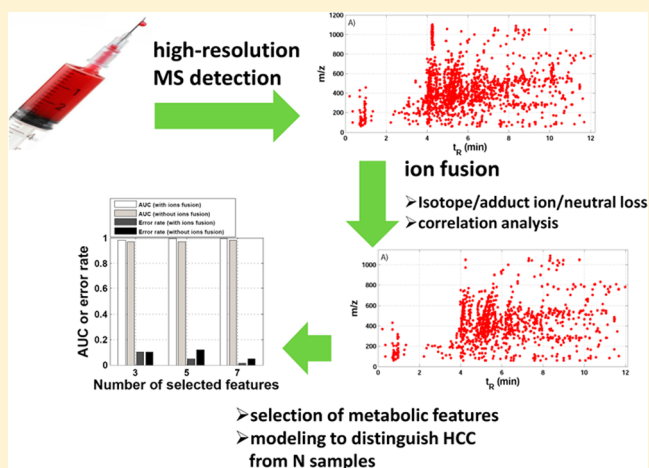 high-resolution
MS detection
A)
1200
1000
800
600
400
200
0
m/z
0 2 4 6 8 10 12
tR (min)
ion fusion
➢Isotope/adduct ion/neutral loss
➢correlation analysis
AUC (with ions fusion)
AUC (without ions fusion)
Error rate (with ions fusion)
Error rate (without ions fusion)
1
0.8
0.6
0.4
0.2
0
AUC or error rate
3 5 7
Number of selected features
A)
1000
800
600
400
200
0
m/z
0 2 4 6 8 10 12
tR (min)
➢selection of metabolic features
➢modeling to distinguish HCC
from N samples